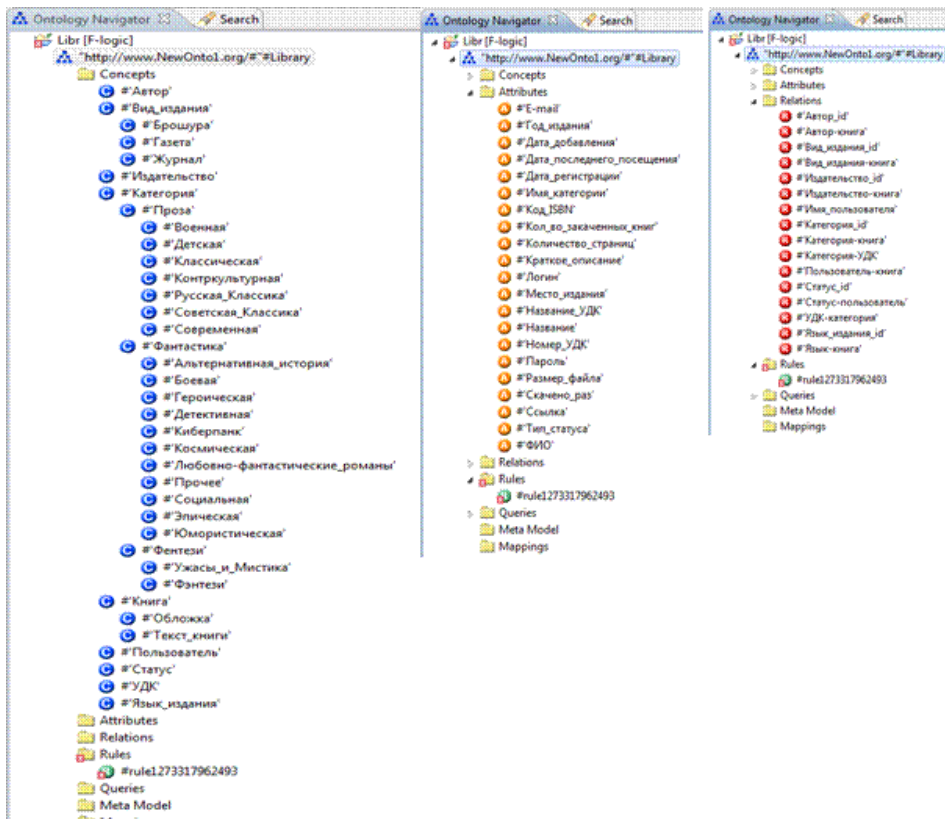 Ontology Navigator
Search
Libr [F-logic]
"http://www.NewOnto1.org/#"#Library
Concepts
#'Автор'
#'Вид_издания'
#'Брошура'
#'Газета'
#'Журнал'
#'Издательство'
#'Категория'
#'Проза'
#'Военная'
#'Детская'
#'Классическая'
#'Контркультурная'
#'Русская_Классика'
#'Советская_Классика'
#'Современная'
#'Фантастика'
#'Альтернативная_история'
#'Боевая'
#'Героическая'
#'Детективная'
#'Киберпанк'
#'Космическая'
#'Любовно-фантастические_романы'
#'Прочее'
#'Социальная'
#'Эпическая'
#'Юмористическая'
#'Фентези'
#'Ужасы_и_Мистика'
#'Фэнтези'
#'Книга'
#'Обложка'
#'Текст_книги'
#'Пользователь'
#'Статус'
#'УДК'
#'Язык_издания'
Attributes
Relations
Rules
#rule1273317962493
Queries
Meta Model
Ontology Navigator
Search
Libr [F-logic]
"http://www.NewOnto1.org/#"#Library
Concepts
Attributes
#'E-mail'
#'Год_издания'
#'Дата_добавления'
#'Дата_последнего_посещения'
#'Дата_регистрации'
#'Имя_категории'
#'Код_ISBN'
#'Кол_во_закаченных_книг'
#'Количество_страниц'
#'Краткое_описание'
#'Логин'
#'Место_издания'
#'Название_УДК'
#'Название'
#'Номер_УДК'
#'Пароль'
#'Размер_файла'
#'Скачено_раз'
#'Ссылка'
#'Тип_статуса'
#'ФИО'
Relations
Rules
#rule1273317962493
Queries
Meta Model
Mappings
Ontology Navigator
Search
Libr [F-logic]
"http://www.NewOnto1.org/#"#Library
Concepts
Attributes
Relations
#'Автор_id'
#'Автор-книга'
#'Вид_издания_id'
#'Вид_издания-книга'
#'Издательство_id'
#'Издательство-книга'
#'Имя_пользователя'
#'Категория_id'
#'Категория-книга'
#'Категория-УДК'
#'Пользователь-книга'
#'Статус_id'
#'Статус-пользователь'
#'УДК-категория'
#'Язык_издания_id'
#'Язык-книга'
Rules
#rule1273317962493
Queries
Meta Model
Mappings